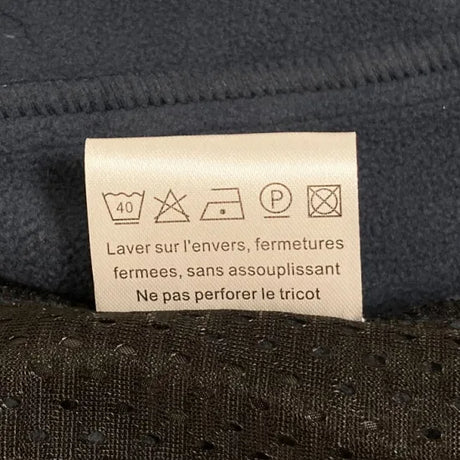 40 P
Laver sur l'envers, fermetures
fermees, sans assouplissant
Ne pas perforer le tricot